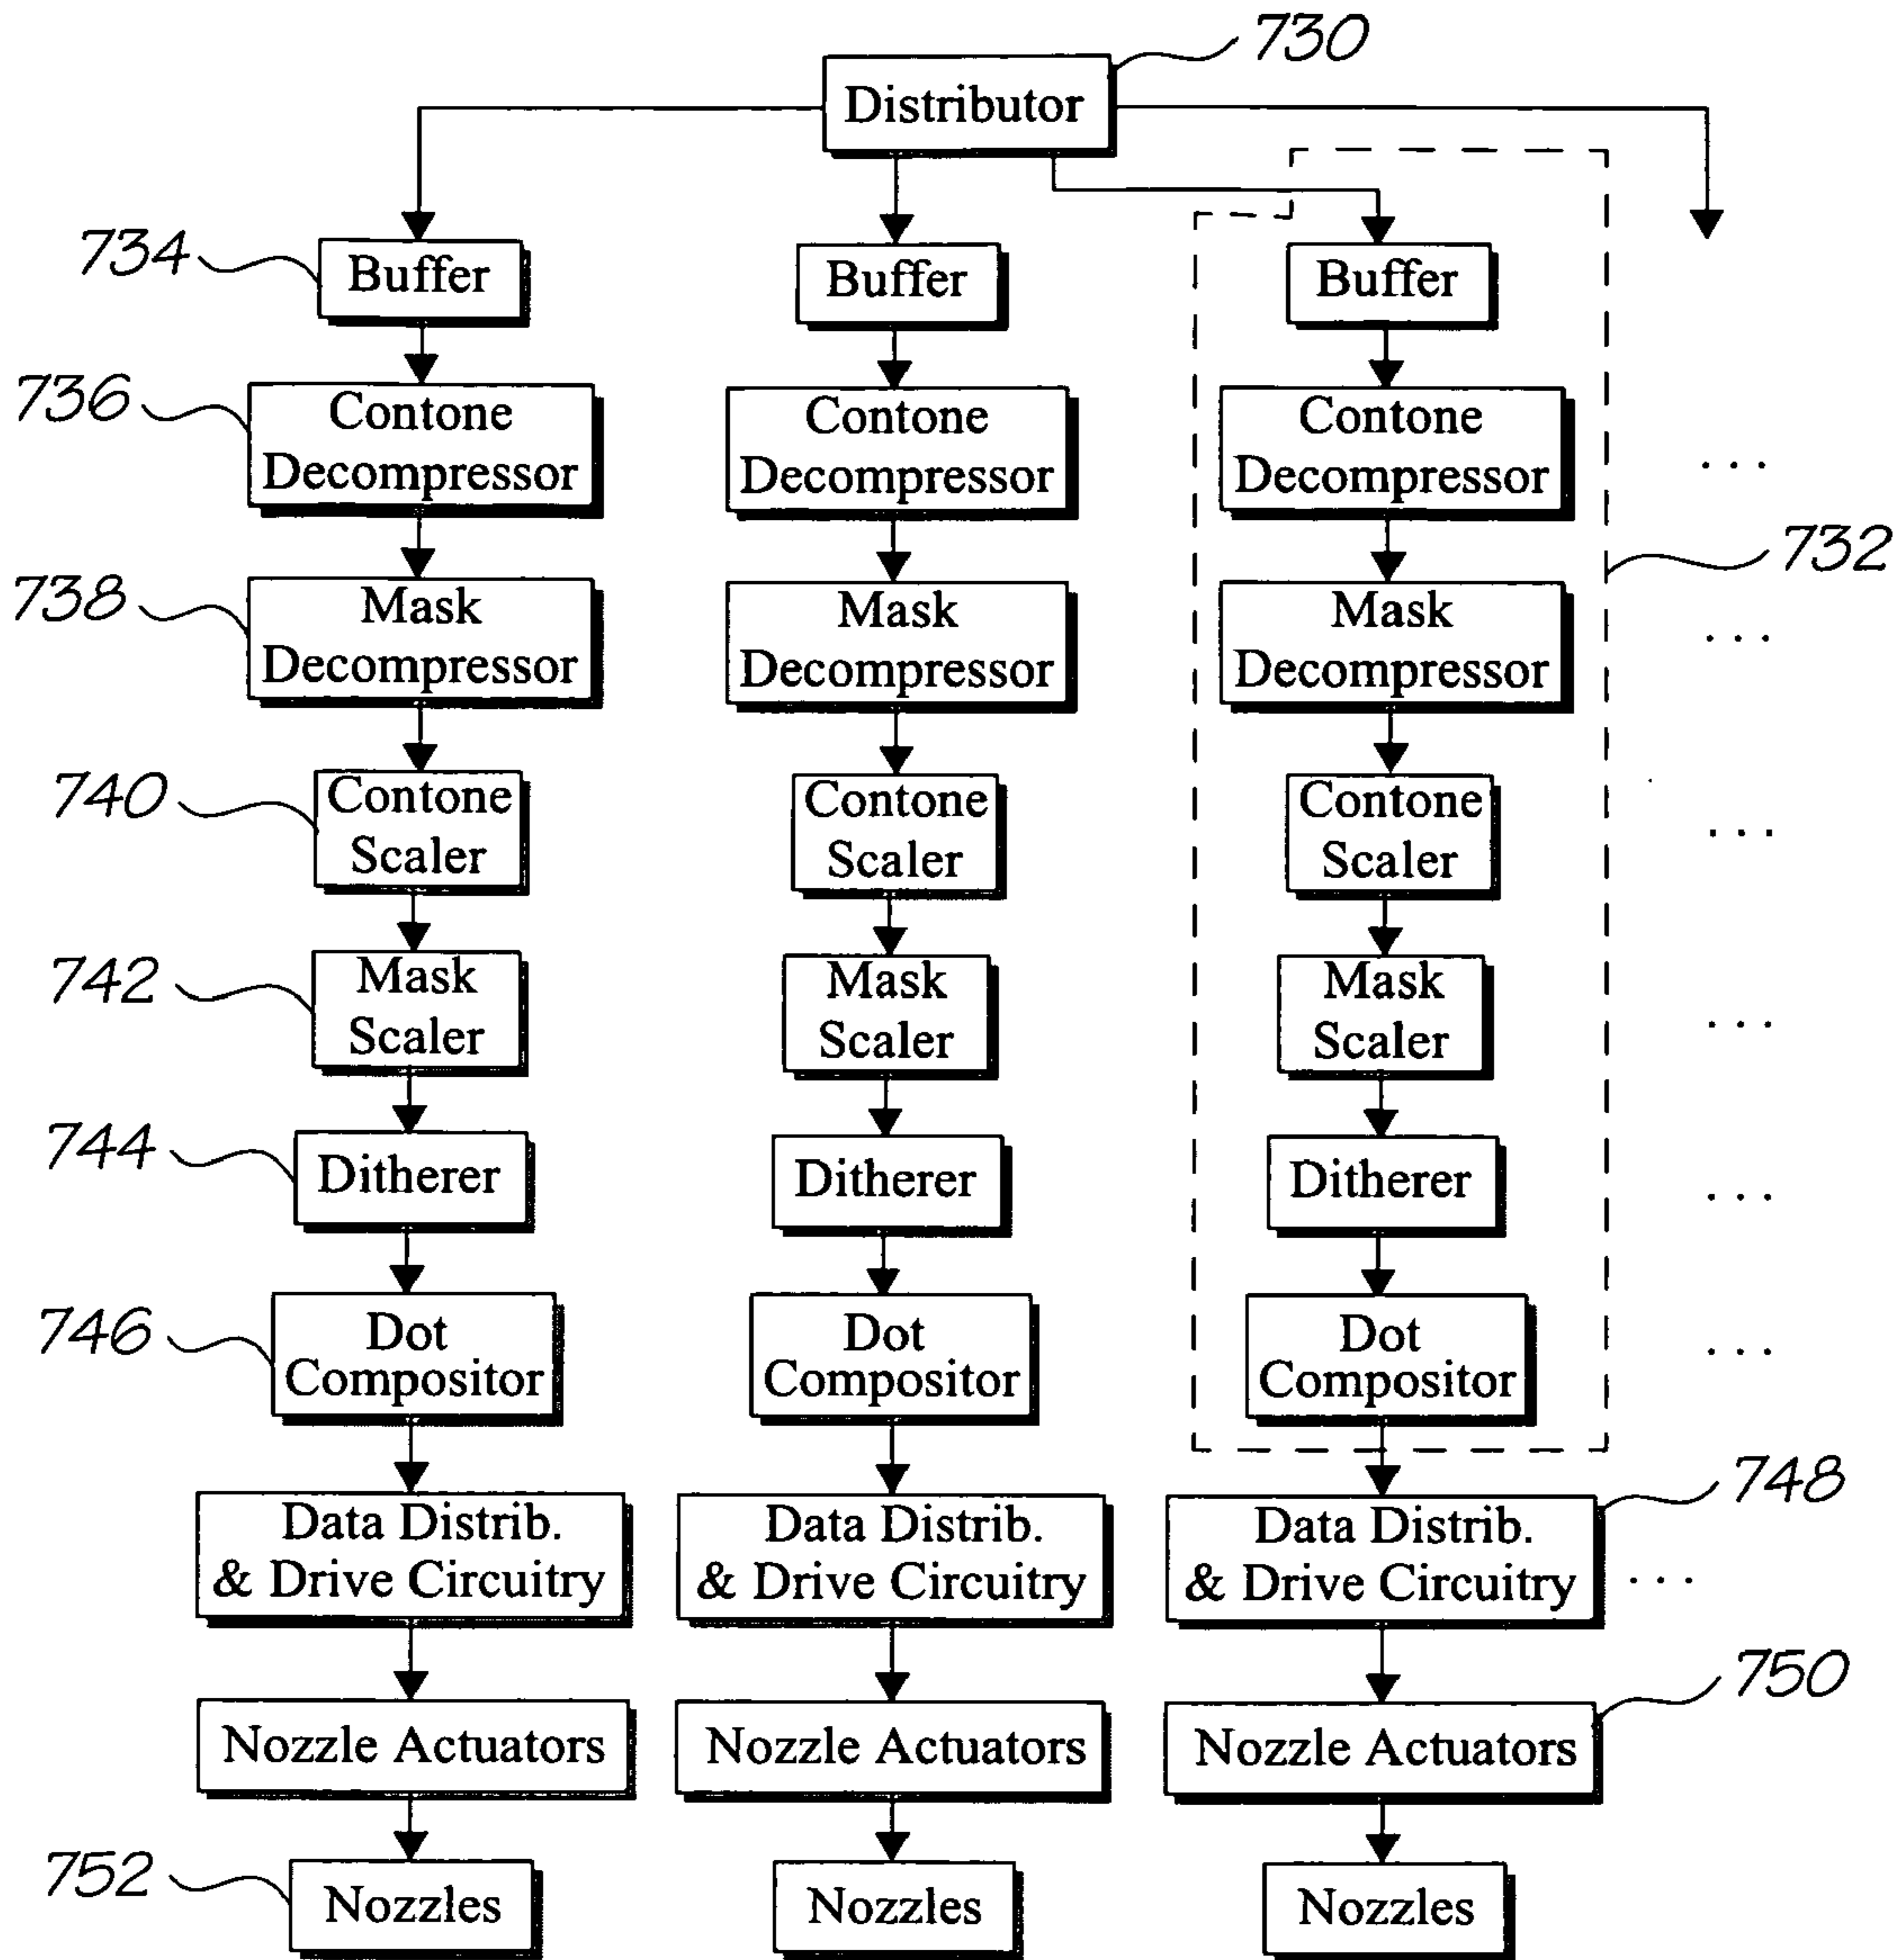 730
Distributor
734
Buffer
Buffer
Buffer
736
Contone
Decompressor
Contone
Decompressor
Contone
Decompressor
...
732
738
Mask
Decompressor
Mask
Decompressor
Mask
Decompressor
...
740
Contone
Scaler
Contone
Scaler
Contone
Scaler
...
742
Mask
Scaler
Mask
Scaler
Mask
Scaler
...
744
Ditherer
Ditherer
Ditherer
...
746
Dot
Compositor
Dot
Compositor
Dot
Compositor
...
748
Data Distrib.
& Drive Circuitry
Data Distrib.
& Drive Circuitry
Data Distrib.
& Drive Circuitry
...
750
Nozzle Actuators
Nozzle Actuators
Nozzle Actuators
752
Nozzles
Nozzles
Nozzles